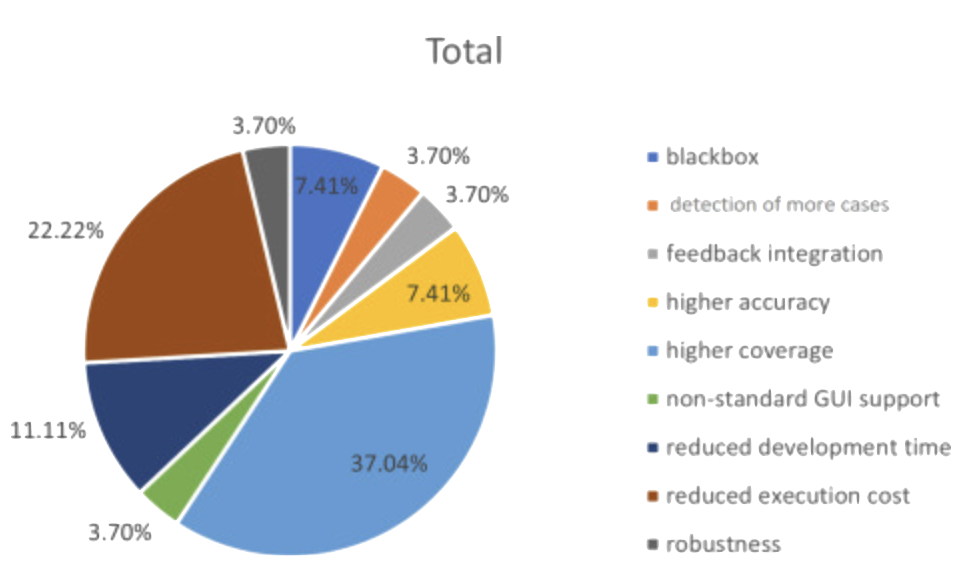 Total
3.70%
7.41%
3.70%
3.70%
7.41%
37.04%
3.70%
11.11%
22.22%
blackbox
detection of more cases
feedback integration
higher accuracy
higher coverage
non-standard GUI support
reduced development time
reduced execution cost
robustness